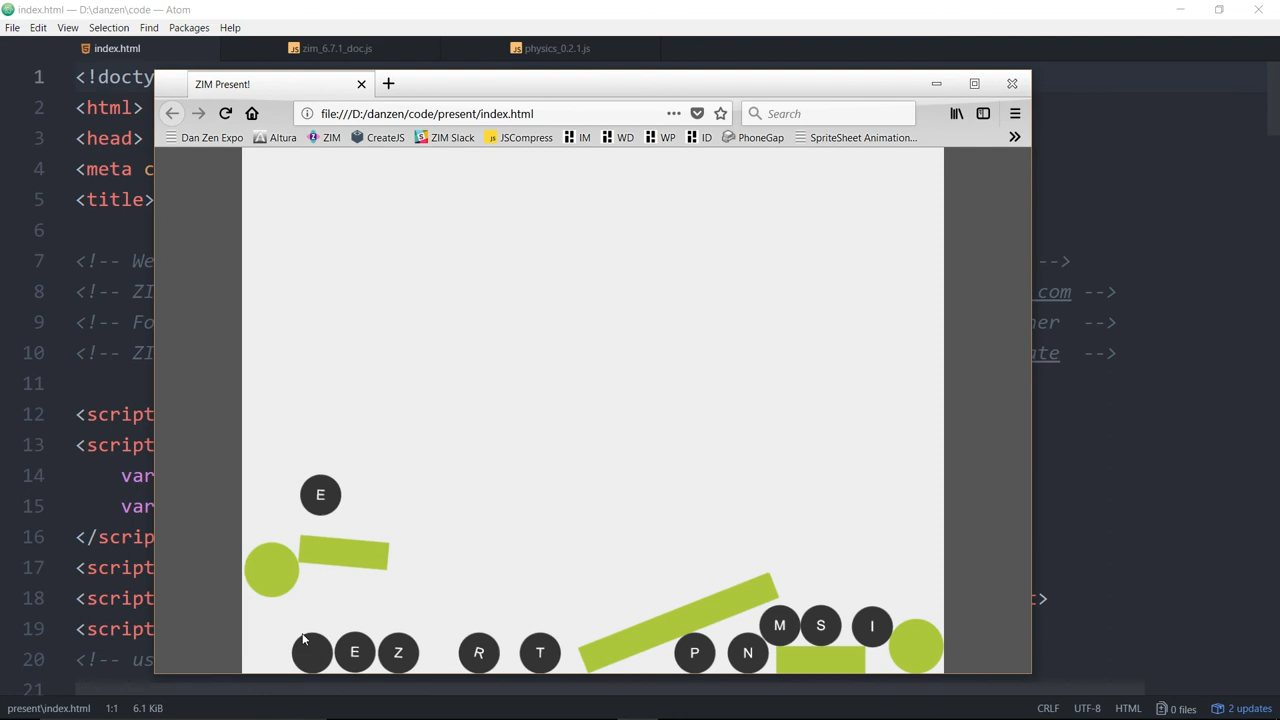 index.html — D:\danzen\code — Atom
File Edit View Selection Find Packages Help
index.html zim_6.7.1_doc.js physics_0.2.1.js
ZIM Present!
file:///D:/danzen/code/present/index.html
Search
Dan Zen Expo Altura ZIM CreateJS ZIM Slack JSCompress IM WD WP ID PhoneGap SpriteSheet Animation...
1 <!docty
2 <html>
3 <head>
4 <meta c
5 <title>
6
7 <!-- We -->
8 <!-- ZI com -->
9 <!-- Fo ner -->
10 <!-- ZI ate -->
11
12 <script
13 <script
14 var
15 var
16 </scrip
17 <script
18 <script t>
19 <script
20 <!-- us
21
E
M S I
E Z R T P N
present\index.html 1:1 6.1 KiB CRLF UTF-8 HTML 0 files 2 updates